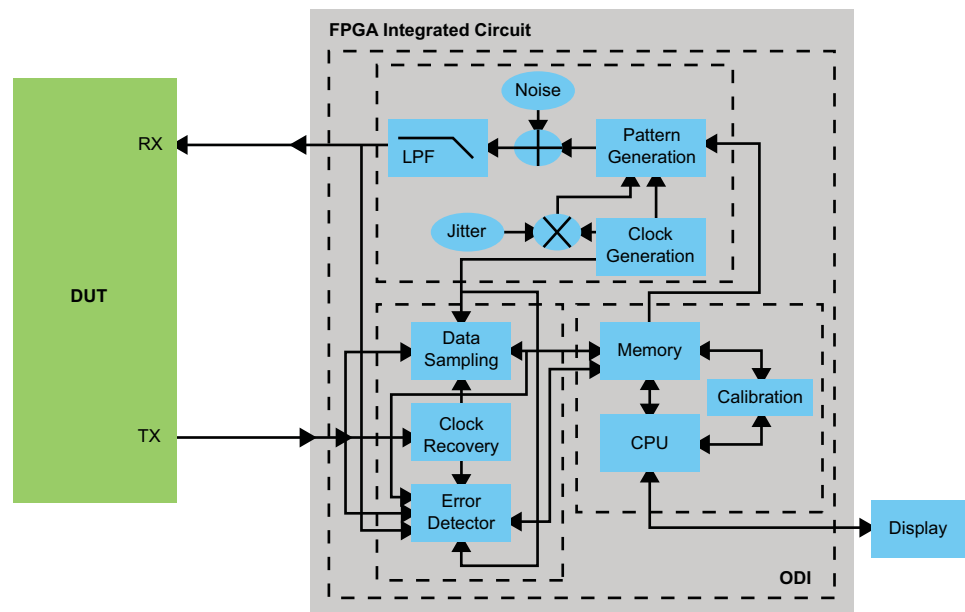 FPGA Integrated Circuit
Noise
RX
LPF
Pattern
Generation
Jitter
Clock
Generation
DUT
Data
Sampling
Memory
Calibration
TX
Clock
Recovery
CPU
Error
Detector
Display
ODI